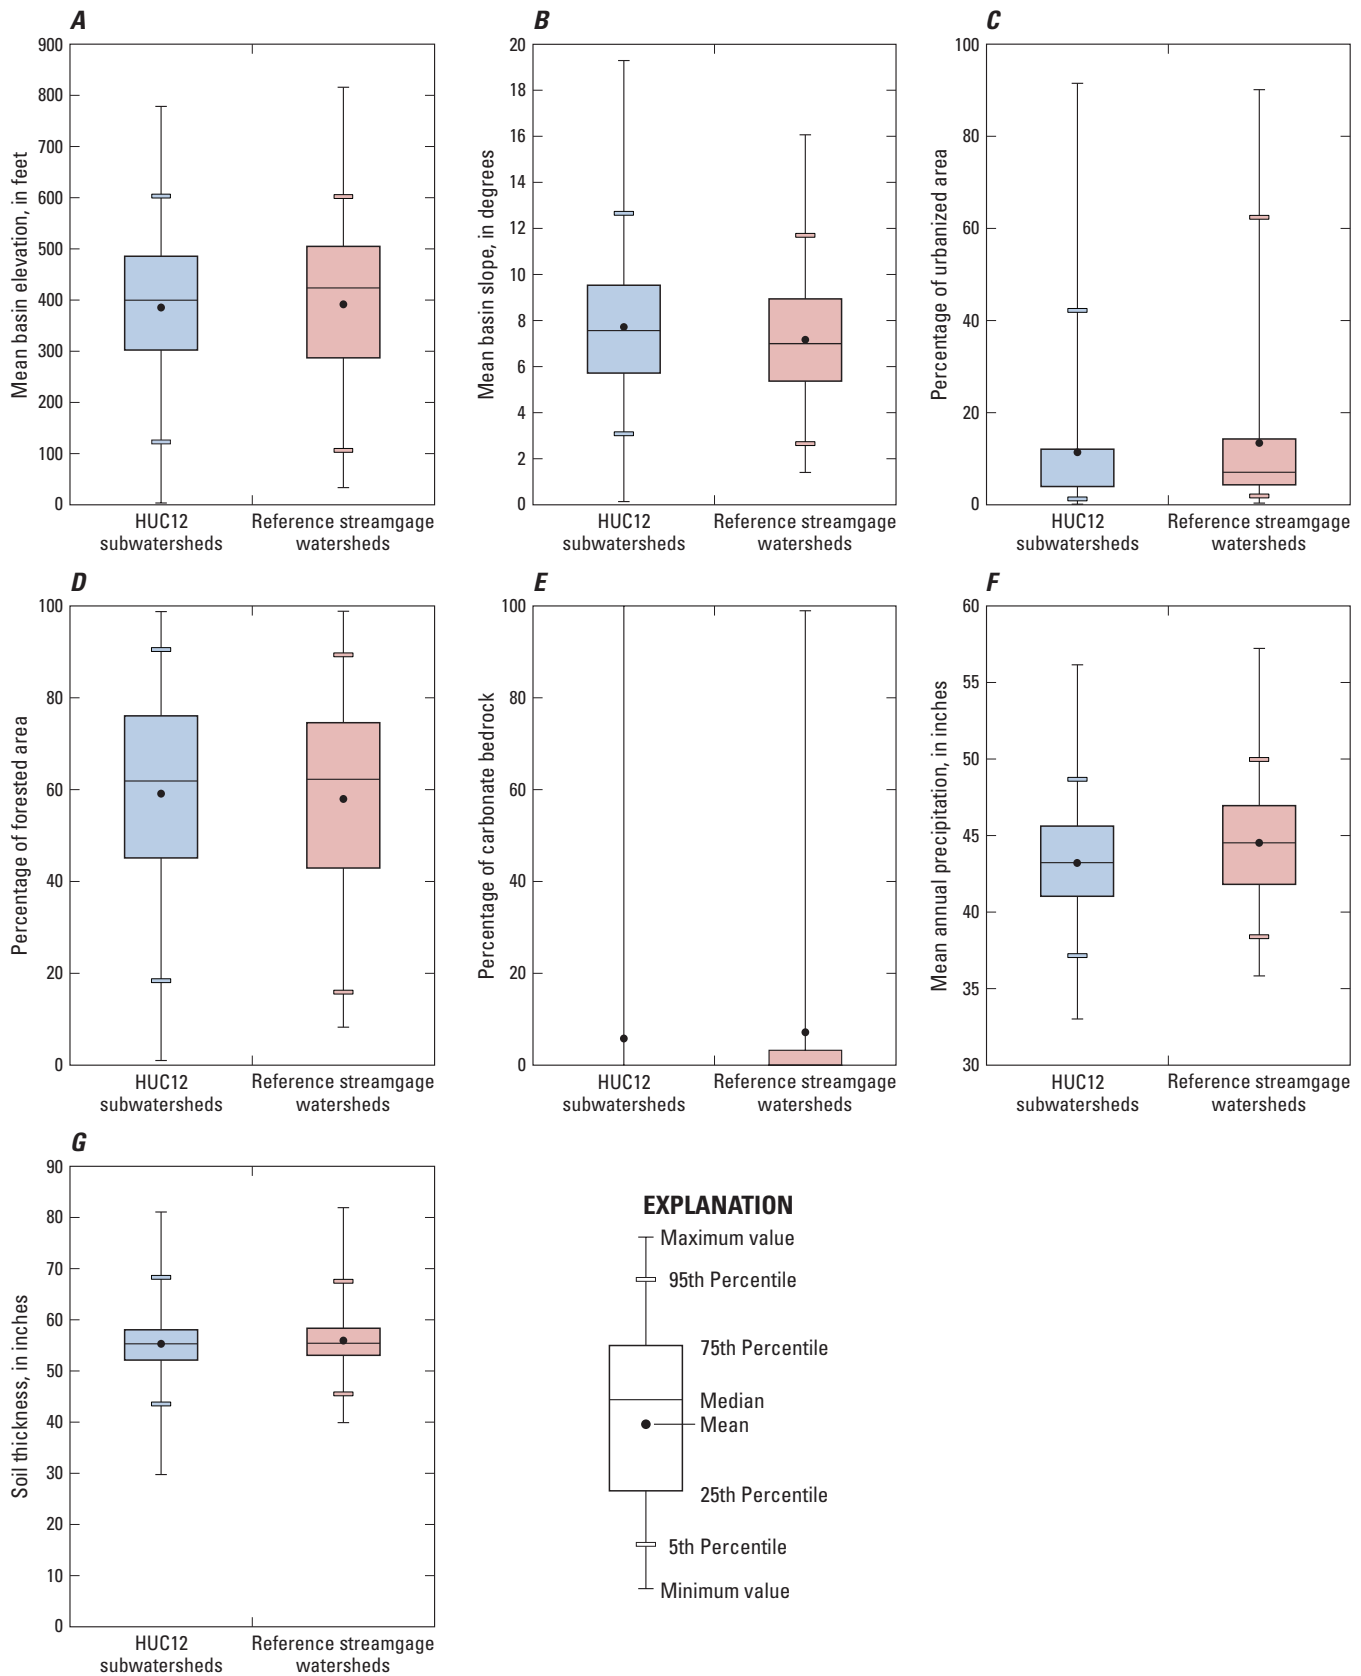 A
Mean basin elevation, in feet
900
800
700
600
500
400
300
200
100
0
HUC12
subwatersheds
Reference streamgage
watersheds
B
Mean basin slope, in degrees
20
18
16
14
12
10
8
6
4
2
0
HUC12
subwatersheds
Reference streamgage
watersheds
C
Percentage of urbanized area
100
80
60
40
20
0
HUC12
subwatersheds
Reference streamgage
watersheds
D
Percentage of forested area
100
80
60
40
20
0
HUC12
subwatersheds
Reference streamgage
watersheds
E
Percentage of carbonate bedrock
100
80
60
40
20
0
HUC12
subwatersheds
Reference streamgage
watersheds
F
Mean annual precipitation, in inches
60
55
50
45
40
35
30
HUC12
subwatersheds
Reference streamgage
watersheds
G
Soil thickness, in inches
90
80
70
60
50
40
30
20
10
0
HUC12
subwatersheds
Reference streamgage
watersheds
EXPLANATION
Maximum value
95th Percentile
75th Percentile
Median
Mean
25th Percentile
5th Percentile
Minimum value